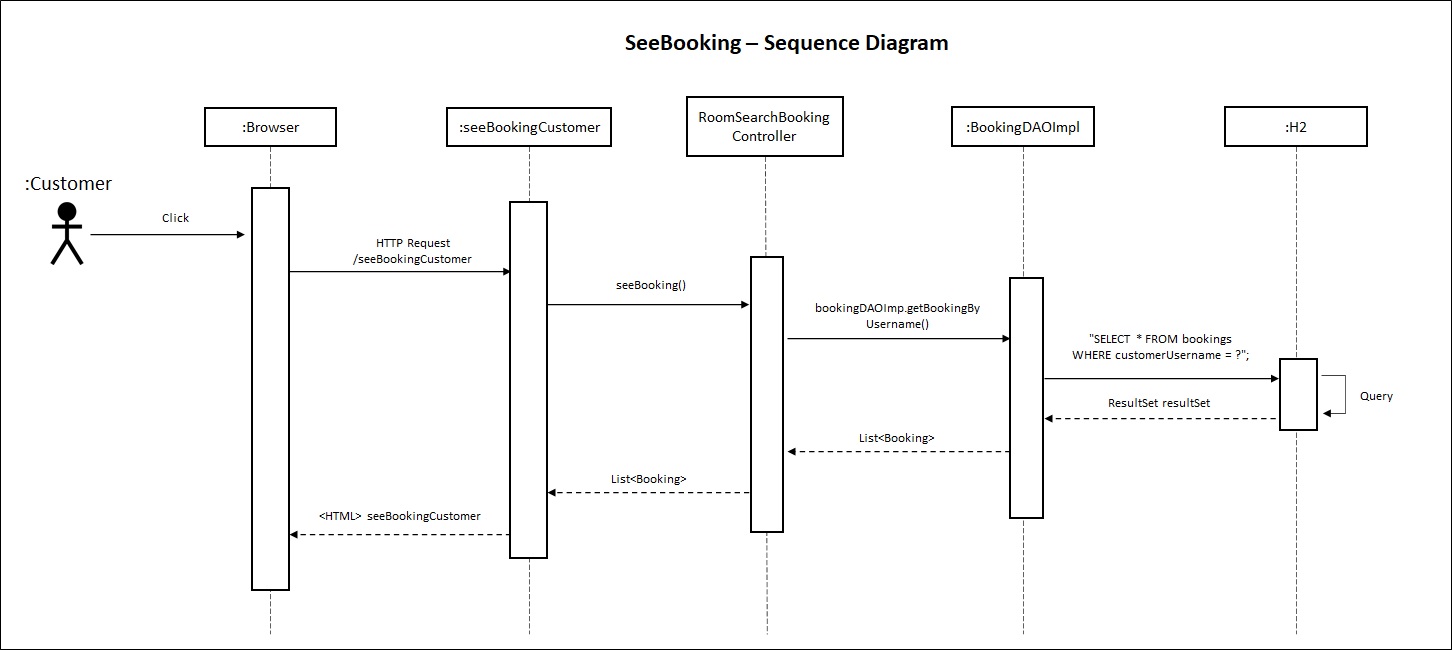 SeeBooking – Sequence Diagram
:Browser
:seeBookingCustomer
RoomSearchBooking
Controller
:BookingDAOImpl
:H2
:Customer
Click
HTTP Request
/seeBookingCustomer
seeBooking()
bookingDAOImp.getBookingBy
Username()
"SELECT * FROM bookings
WHERE customerUsername = ?";
Query
ResultSet resultSet
List<Booking>
List<Booking>
<HTML> seeBookingCustomer